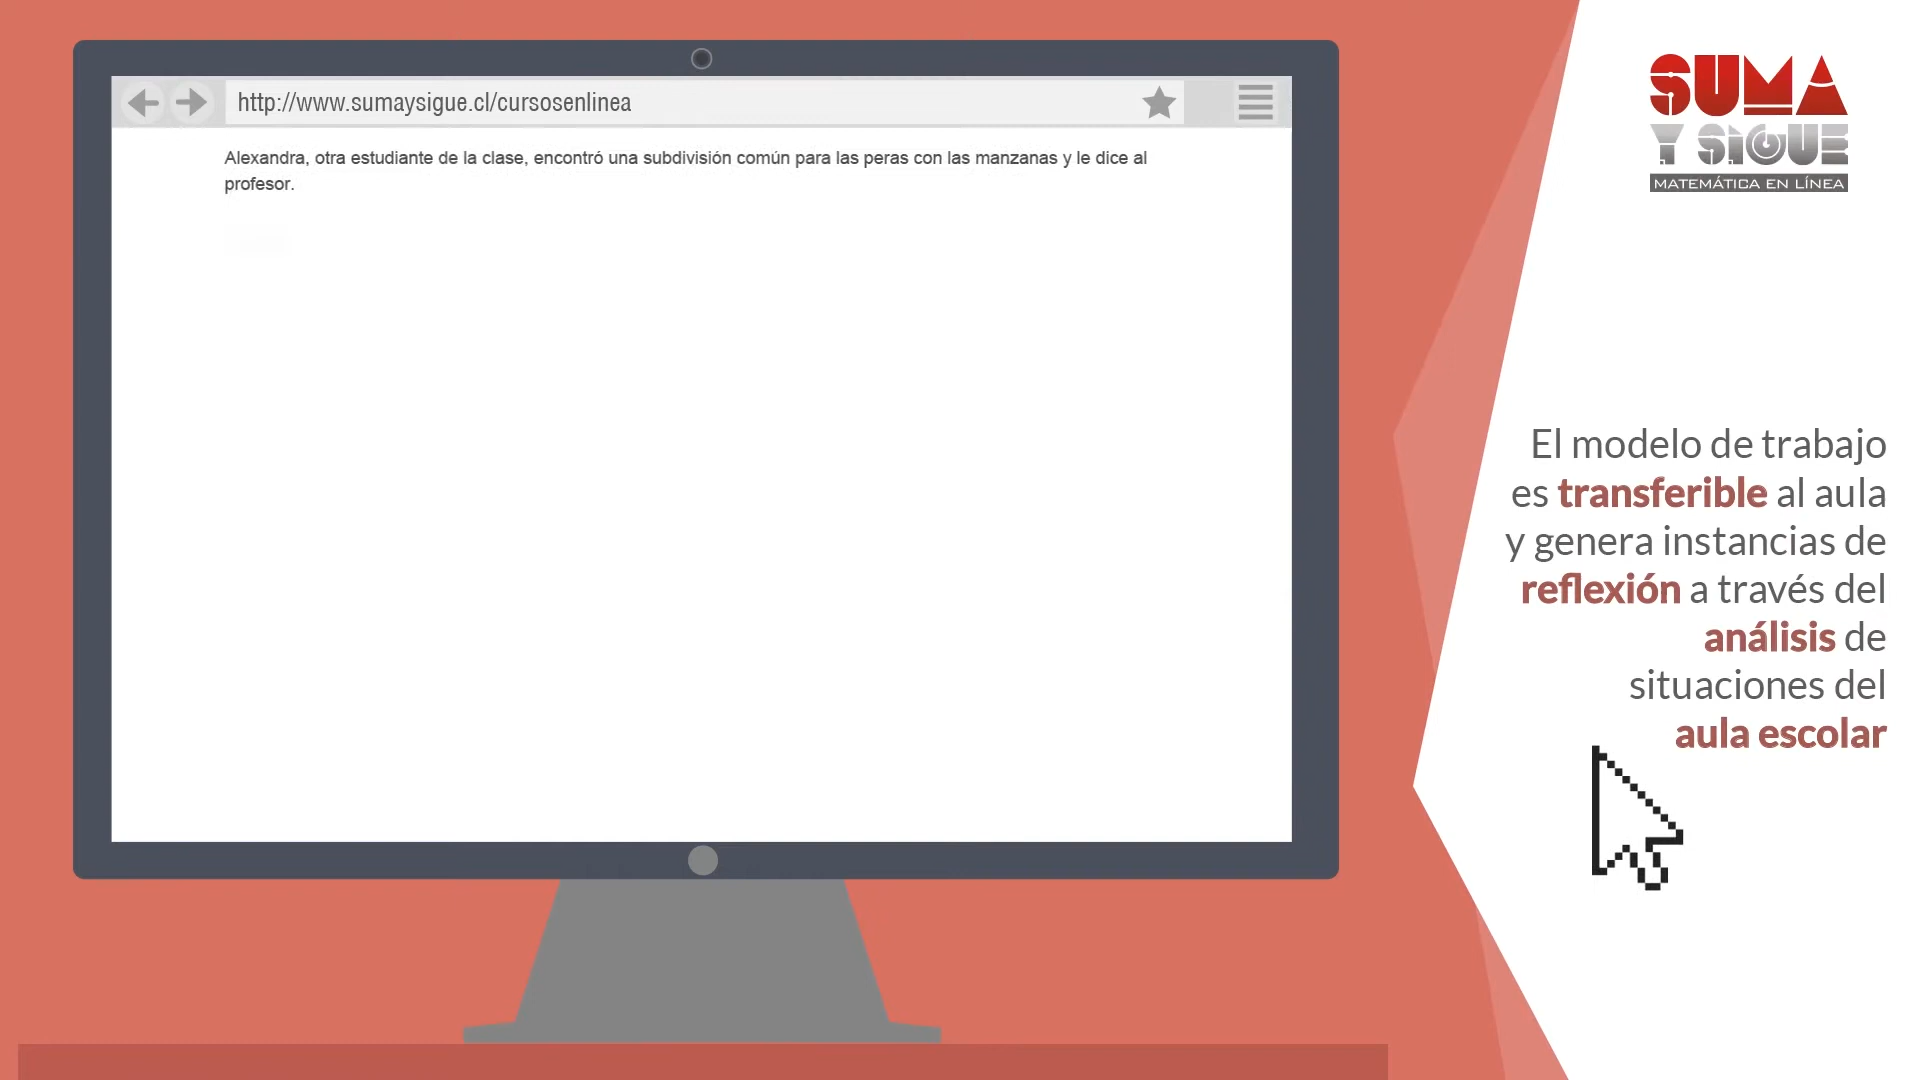 http://www.sumaysigue.cl/cursosenlinea
Alexandra, otra estudiante de la clase, encontró una subdivisión común para las peras con las manzanas y le dice al
profesor.
SUMA
Y SIGUE
MATEMÁTICA EN LÍNEA
El modelo de trabajo
es transferible al aula
y genera instancias de
reflexión a través del
análisis de
situaciones del
aula escolar